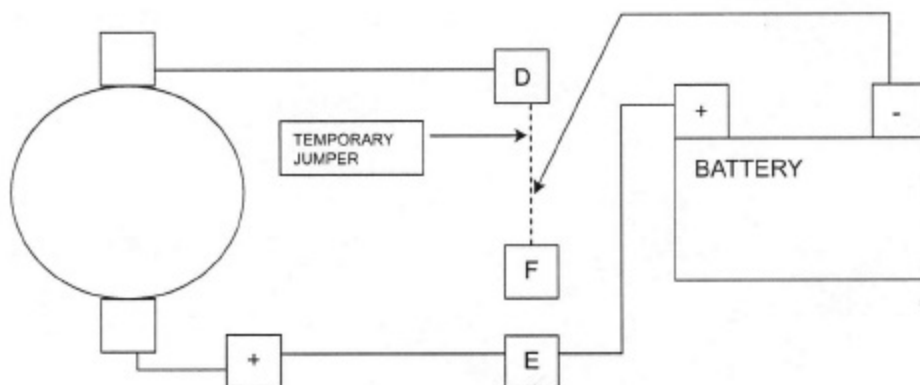 D
+
-
TEMPORARY
JUMPER
BATTERY
F
+
E